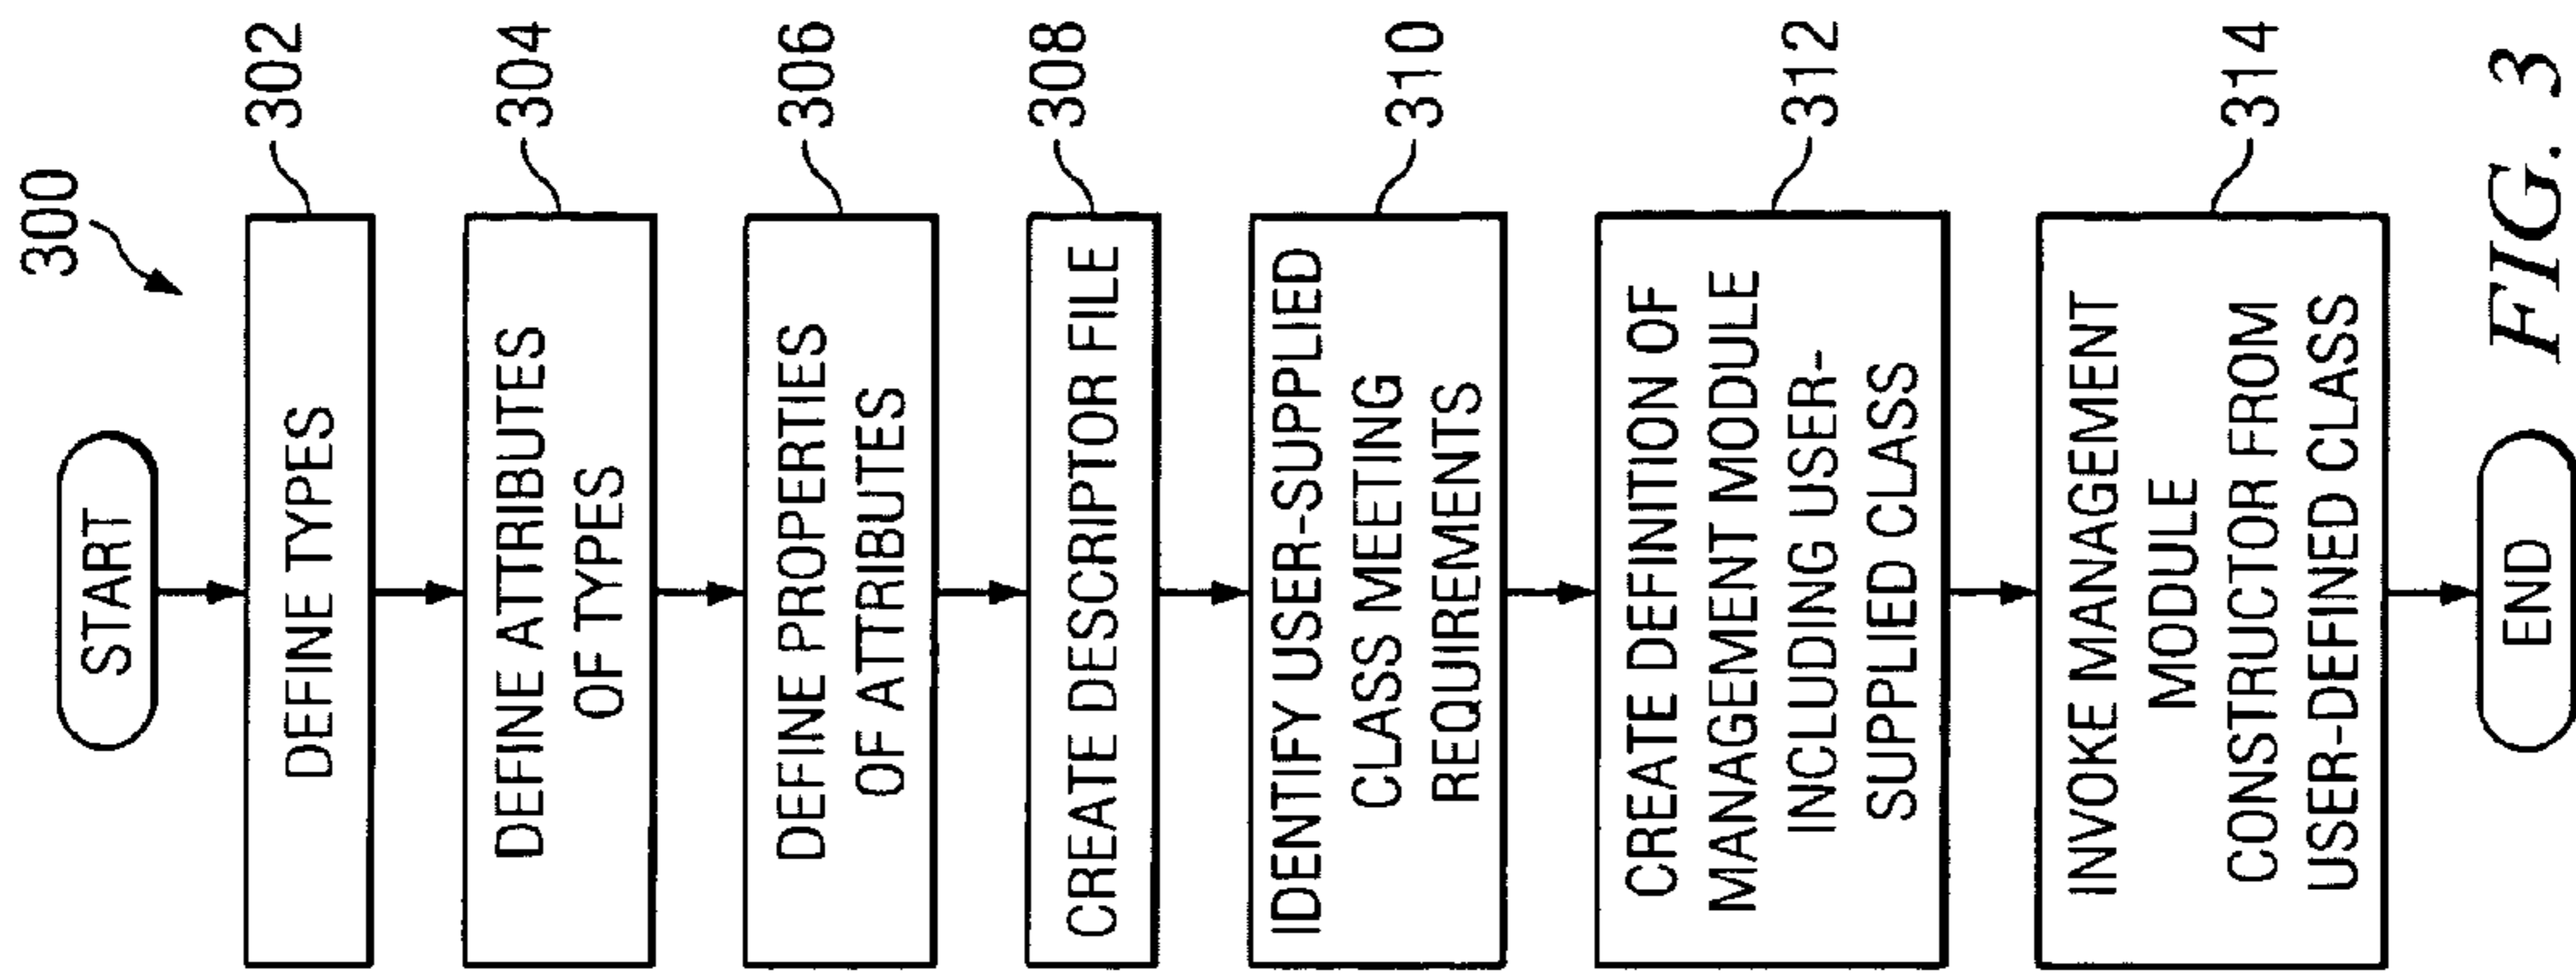 300
START
DEFINE TYPES
302
DEFINE ATTRIBUTES
OF TYPES
304
DEFINE PROPERTIES
OF ATTRIBUTES
306
CREATE DESCRIPTOR FILE
308
IDENTIFY USER-SUPPLIED
CLASS MEETING
REQUIREMENTS
310
CREATE DEFINITION OF
MANAGEMENT MODULE
INCLUDING USER-
SUPPLIED CLASS
312
INVOKE MANAGEMENT
MODULE
CONSTRUCTOR FROM
USER-DEFINED CLASS
314
END
FIG. 3